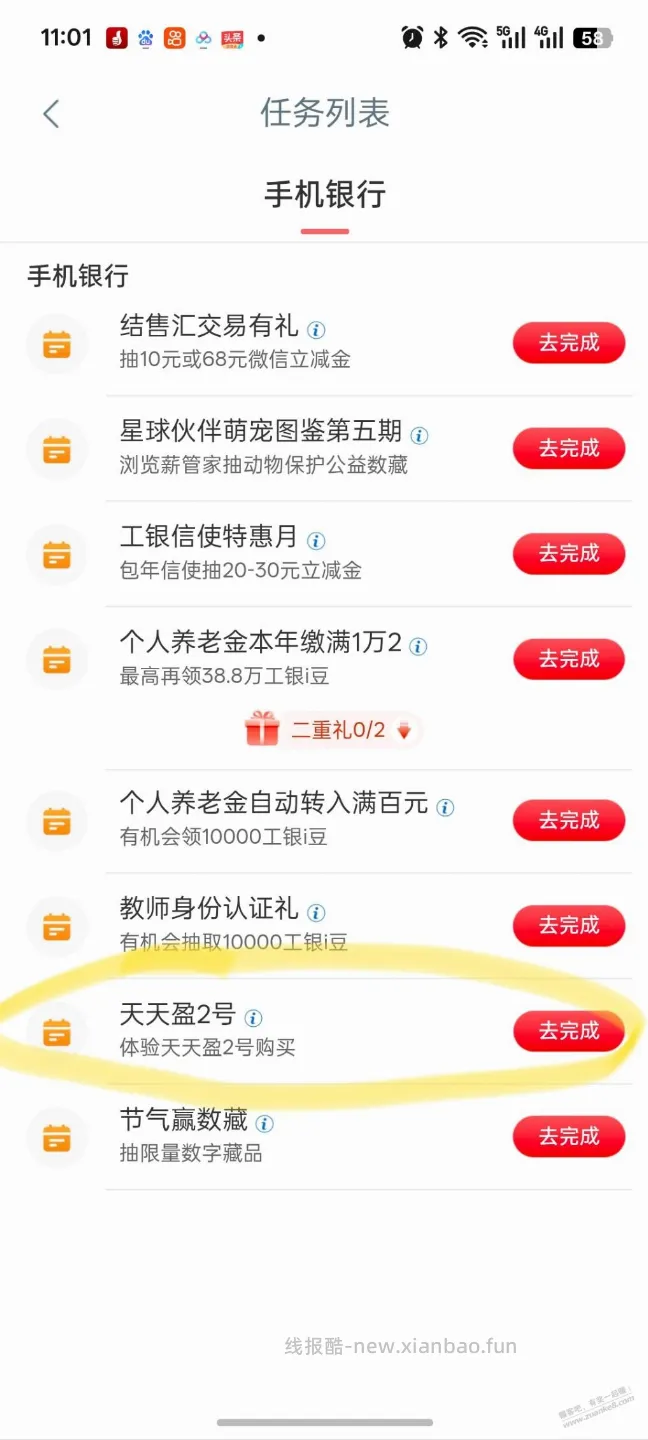 11:01
5G 4G 58
任务列表
手机银行
手机银行
结售汇交易有礼
抽10元或68元微信立减金
去完成
星球伙伴萌宠图鉴第五期
浏览薪管家抽动物保护公益数藏
去完成
工银信使特惠月
包年信使抽20-30元立减金
去完成
个人养老金本年缴满1万2
最高再领38.8万工银i豆
去完成
二重礼0/2
个人养老金自动转入满百元
有机会领10000工银i豆
去完成
教师身份认证礼
有机会抽取10000工银i豆
去完成
天天盈2号
体验天天盈2号购买
去完成
节气赢数藏
抽限量数字藏品
去完成
线报酷-new.xianbao.fun
www.zuanke8.com